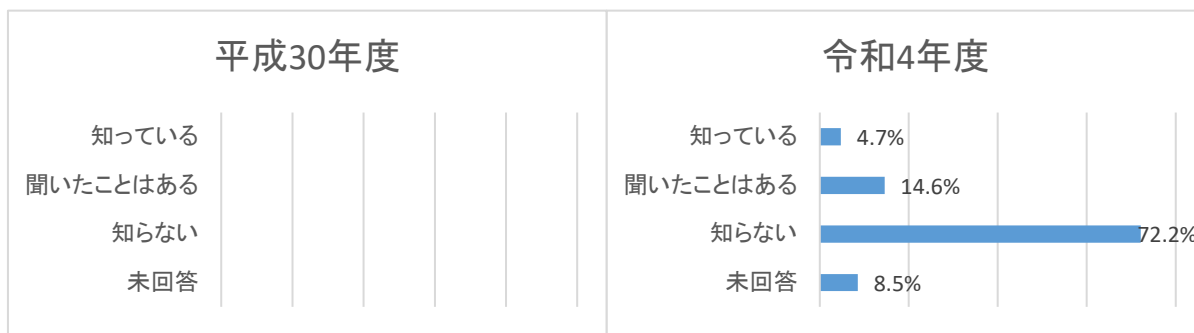 平成30年度
知っている
聞いたことはある
知らない
未回答
令和4年度
知っている 4.7%
聞いたことはある 14.6%
知らない 72.2%
未回答 8.5%